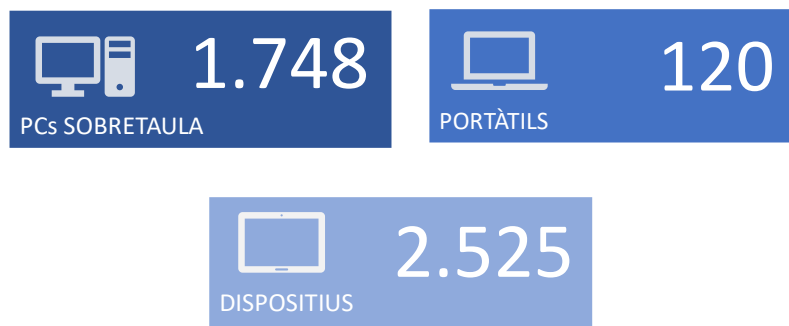 1.748
PCs SOBRETAULA
120
PORTÀTILS
2.525
DISPOSITIUS